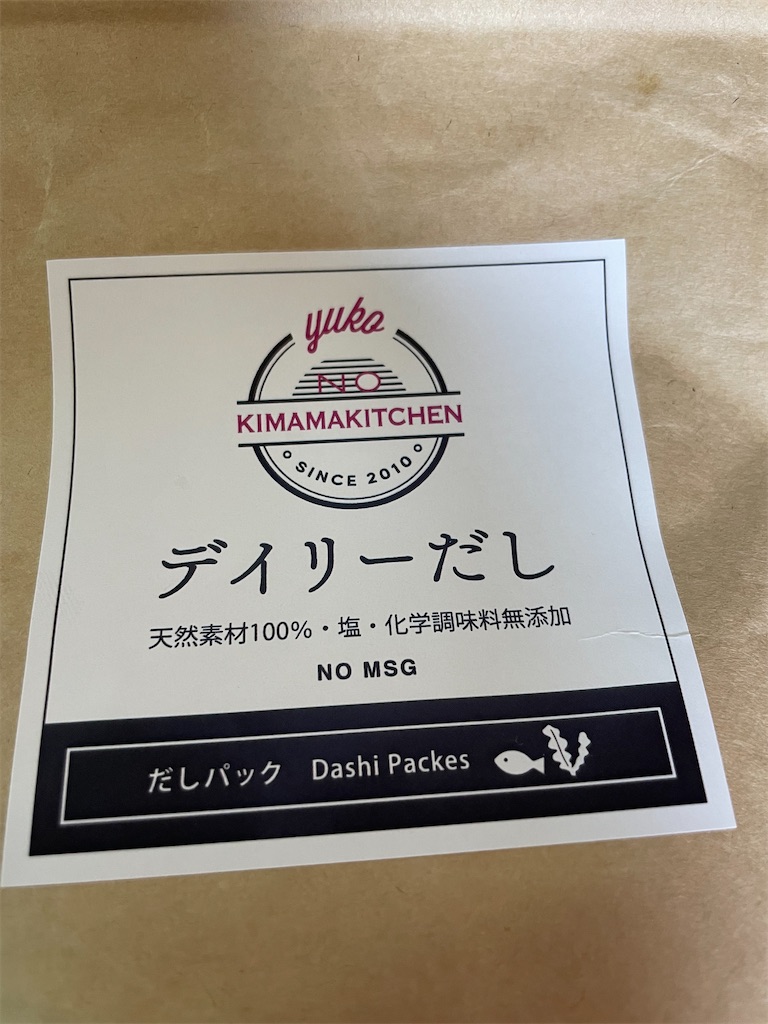 yuko
NO
KIMAMAKITCHEN
SINCE 2010
デイリーだし
天然素材100%・塩・化学調味料無添加
NO MSG
だしパック Dashi Packes